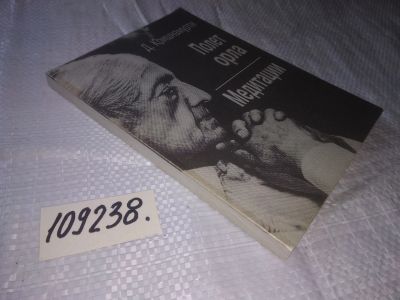 Д. Кришнамурти
Полет
орла
Медитации
109238.